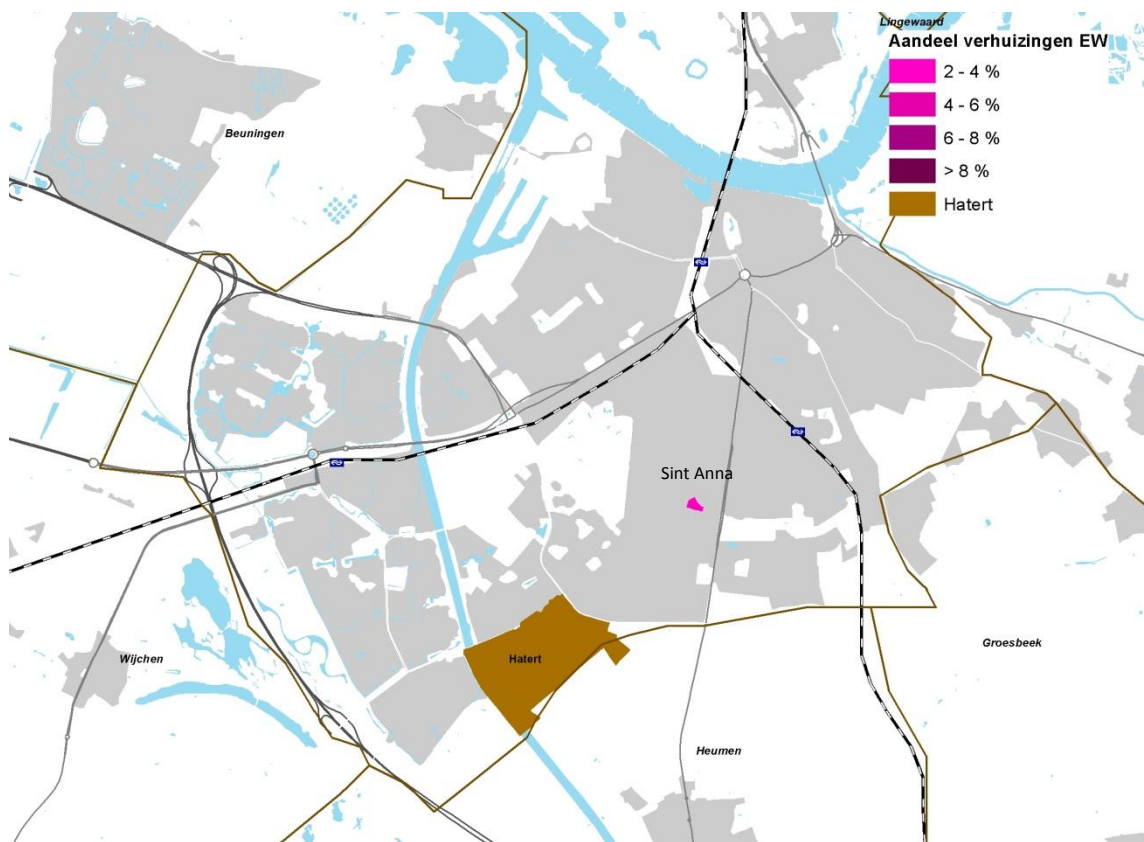 Lingewaard
Aandeel verhuizingen EW
2 - 4 %
4 - 6 %
6 - 8 %
> 8 %
Hatert
Beuningen
Sint Anna
Hatert
Wijchen
Groesbeek
Heumen